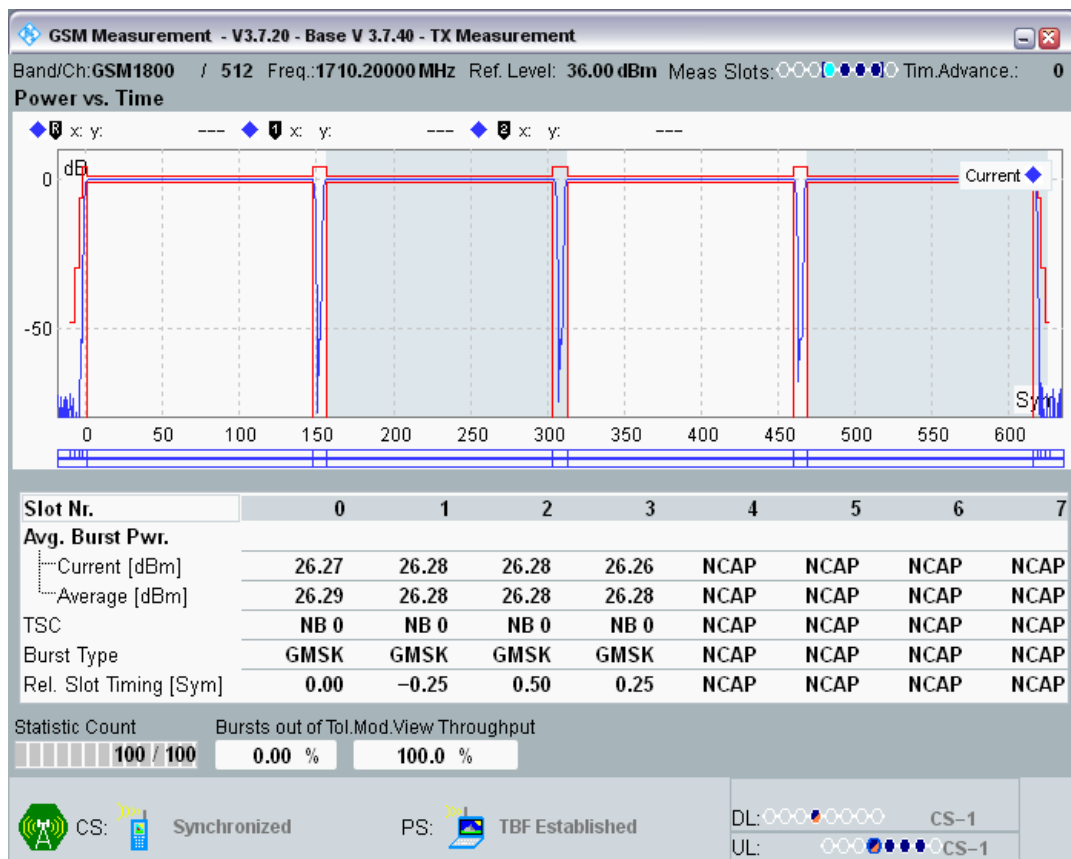 GSM Measurement - V3.7.20 - Base V 3.7.40 - TX Measurement
Band/Ch:GSM1800 / 512 Freq.:1710.20000 MHz Ref. Level: 36.00 dBm Meas Slots: Tim.Advance.: 0
Power vs. Time
R x: y: --- 1 x: y: --- 2 x: y: ---
dB
0
Current
-50
Sym
0 50 100 150 200 250 300 350 400 450 500 550 600
Slot Nr. 0 1 2 3 4 5 6 7
Avg. Burst Pwr.
Current [dBm] 26.27 26.28 26.28 26.26 NCAP NCAP NCAP NCAP
Average [dBm] 26.29 26.28 26.28 26.28 NCAP NCAP NCAP NCAP
TSC NB 0 NB 0 NB 0 NB 0 NCAP NCAP NCAP NCAP
Burst Type GMSK GMSK GMSK GMSK NCAP NCAP NCAP NCAP
Rel. Slot Timing [Sym] 0.00 −0.25 0.50 0.25 NCAP NCAP NCAP NCAP
Statistic Count Bursts out of Tol.Mod.View Throughput
100 / 100 0.00 % 100.0 %
CS: Synchronized PS: TBF Established
DL: CS−1
UL: CS−1